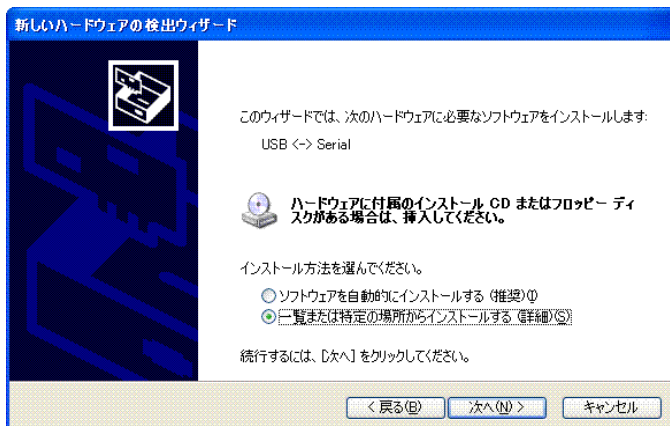 新しいハードウェアの検出ウィザード
このウィザードでは、次のハードウェアに必要なソフトウェアをインストールします:
USB <-> Serial
ハードウェアに付属のインストール CD またはフロッピー ディ
スクがある場合は、挿入してください。
インストール方法を選んでください。
ソフトウェアを自動的にインストールする (推奨)(I)
一覧または特定の場所からインストールする (詳細)(S)
続行するには、[次へ] をクリックしてください。
< 戻る(B)
次へ(N) >
キャンセル